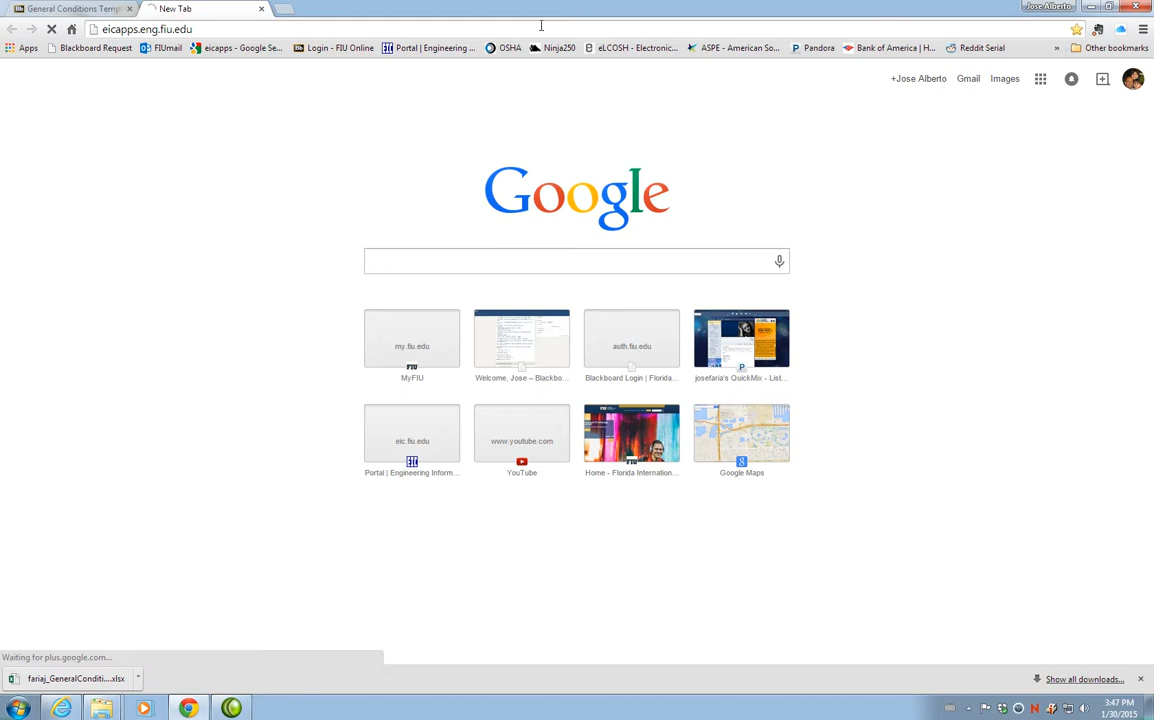 General Conditions Templ
New Tab
Jose Alberto
eicapps.eng.fiu.edu
Apps
Blackboard Request
FIUmail
eicapps - Google Se...
Login - FIU Online
Portal | Engineering ...
OSHA
Ninja250
eLCOSH - Electronic...
ASPE - American So...
Pandora
Bank of America | H...
Reddit Serial
»
Other bookmarks
+Jose Alberto
Gmail
Images
Google
my.fiu.edu
auth.fiu.edu
MyFIU
Welcome, Jose – Blackbo...
Blackboard Login | Florida...
josefaria's QuickMix - List...
eic.fiu.edu
www.youtube.com
Portal | Engineering Inform...
YouTube
Home - Florida Internation...
Google Maps
Waiting for plus.google.com...
fariaj_GeneralConditi....xlsx
Show all downloads...
3:47 PM
1/30/2015